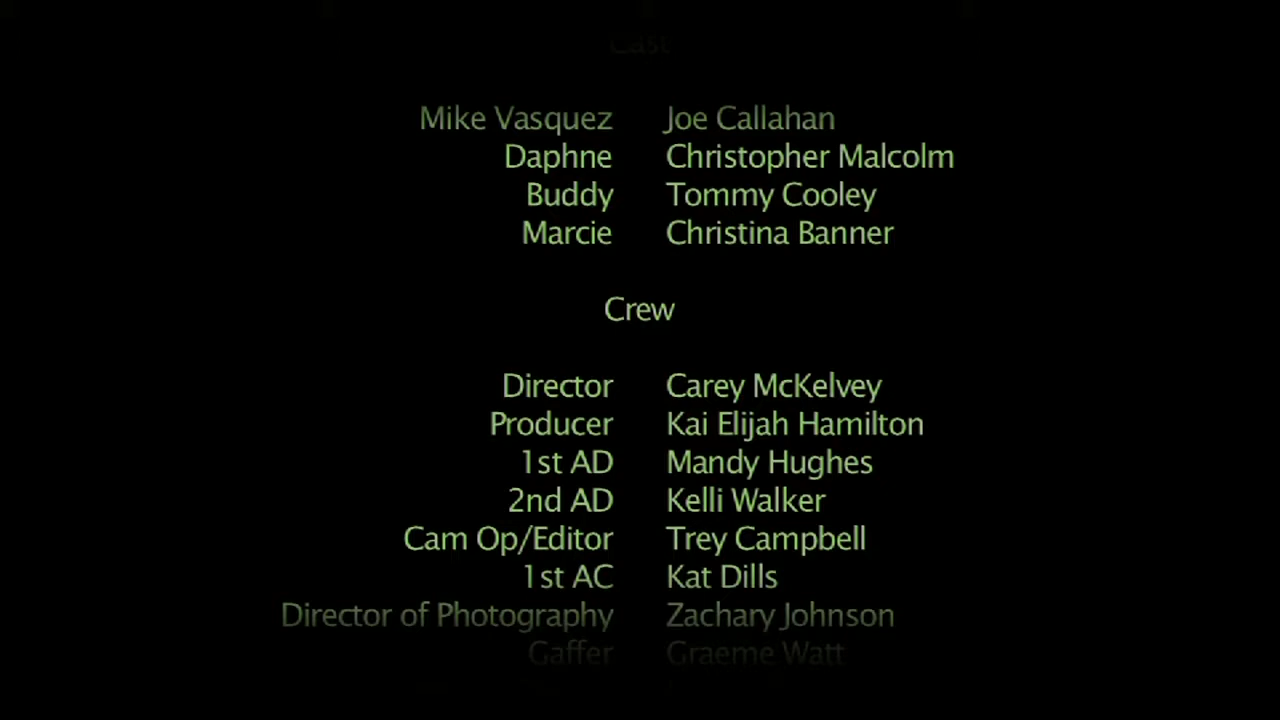 Cast
Mike Vasquez Joe Callahan
Daphne Christopher Malcolm
Buddy Tommy Cooley
Marcie Christina Banner
Crew
Director Carey McKelvey
Producer Kai Elijah Hamilton
1st AD Mandy Hughes
2nd AD Kelli Walker
Cam Op/Editor Trey Campbell
1st AC Kat Dills
Director of Photography Zachary Johnson
Gaffer Graeme Watt